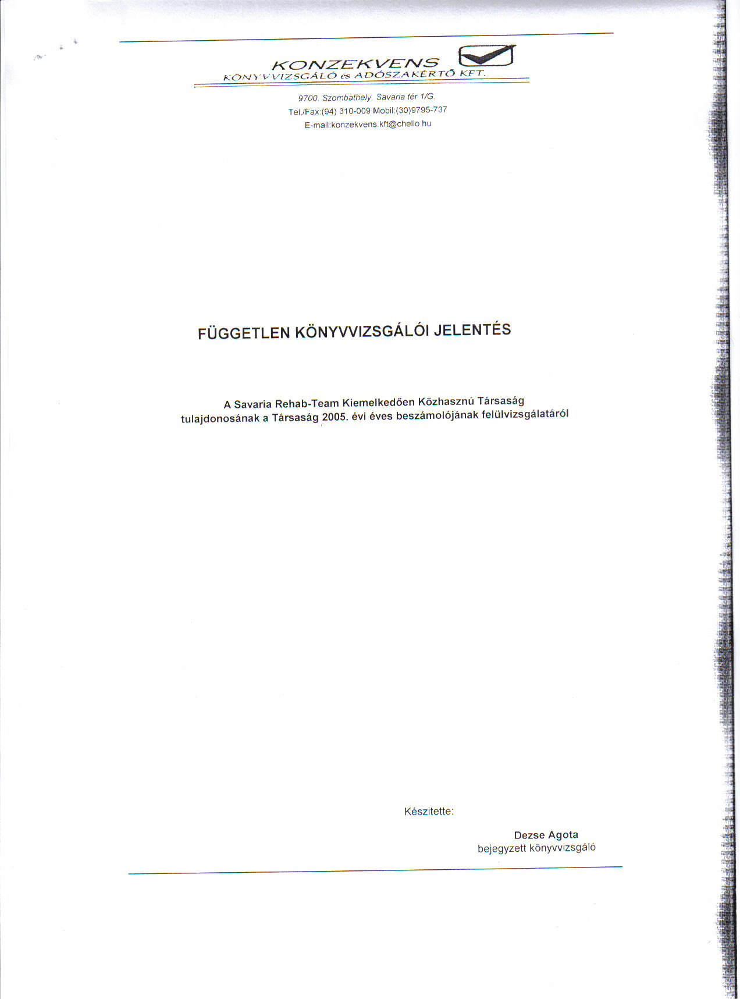 KONZEKVENS
KÖNYVVIZSGÁLÓ és ADÓSZAKÉRTŐ KFT.
9700. Szombathely, Savaria tér 1/G.
Tel./Fax:(94) 310-009 Mobil:(30)9795-737
E-mail:konzekvens.kft@chello.hu
FÜGGETLEN KÖNYVVIZSGÁLÓI JELENTÉS
A Savaria Rehab-Team Kiemelkedően Közhasznú Társaság
tulajdonosának a Társaság 2005. évi éves beszámolójának felülvizsgálatáról
Készitette:
Dezse Ágota
bejegyzett könyvvizsgáló